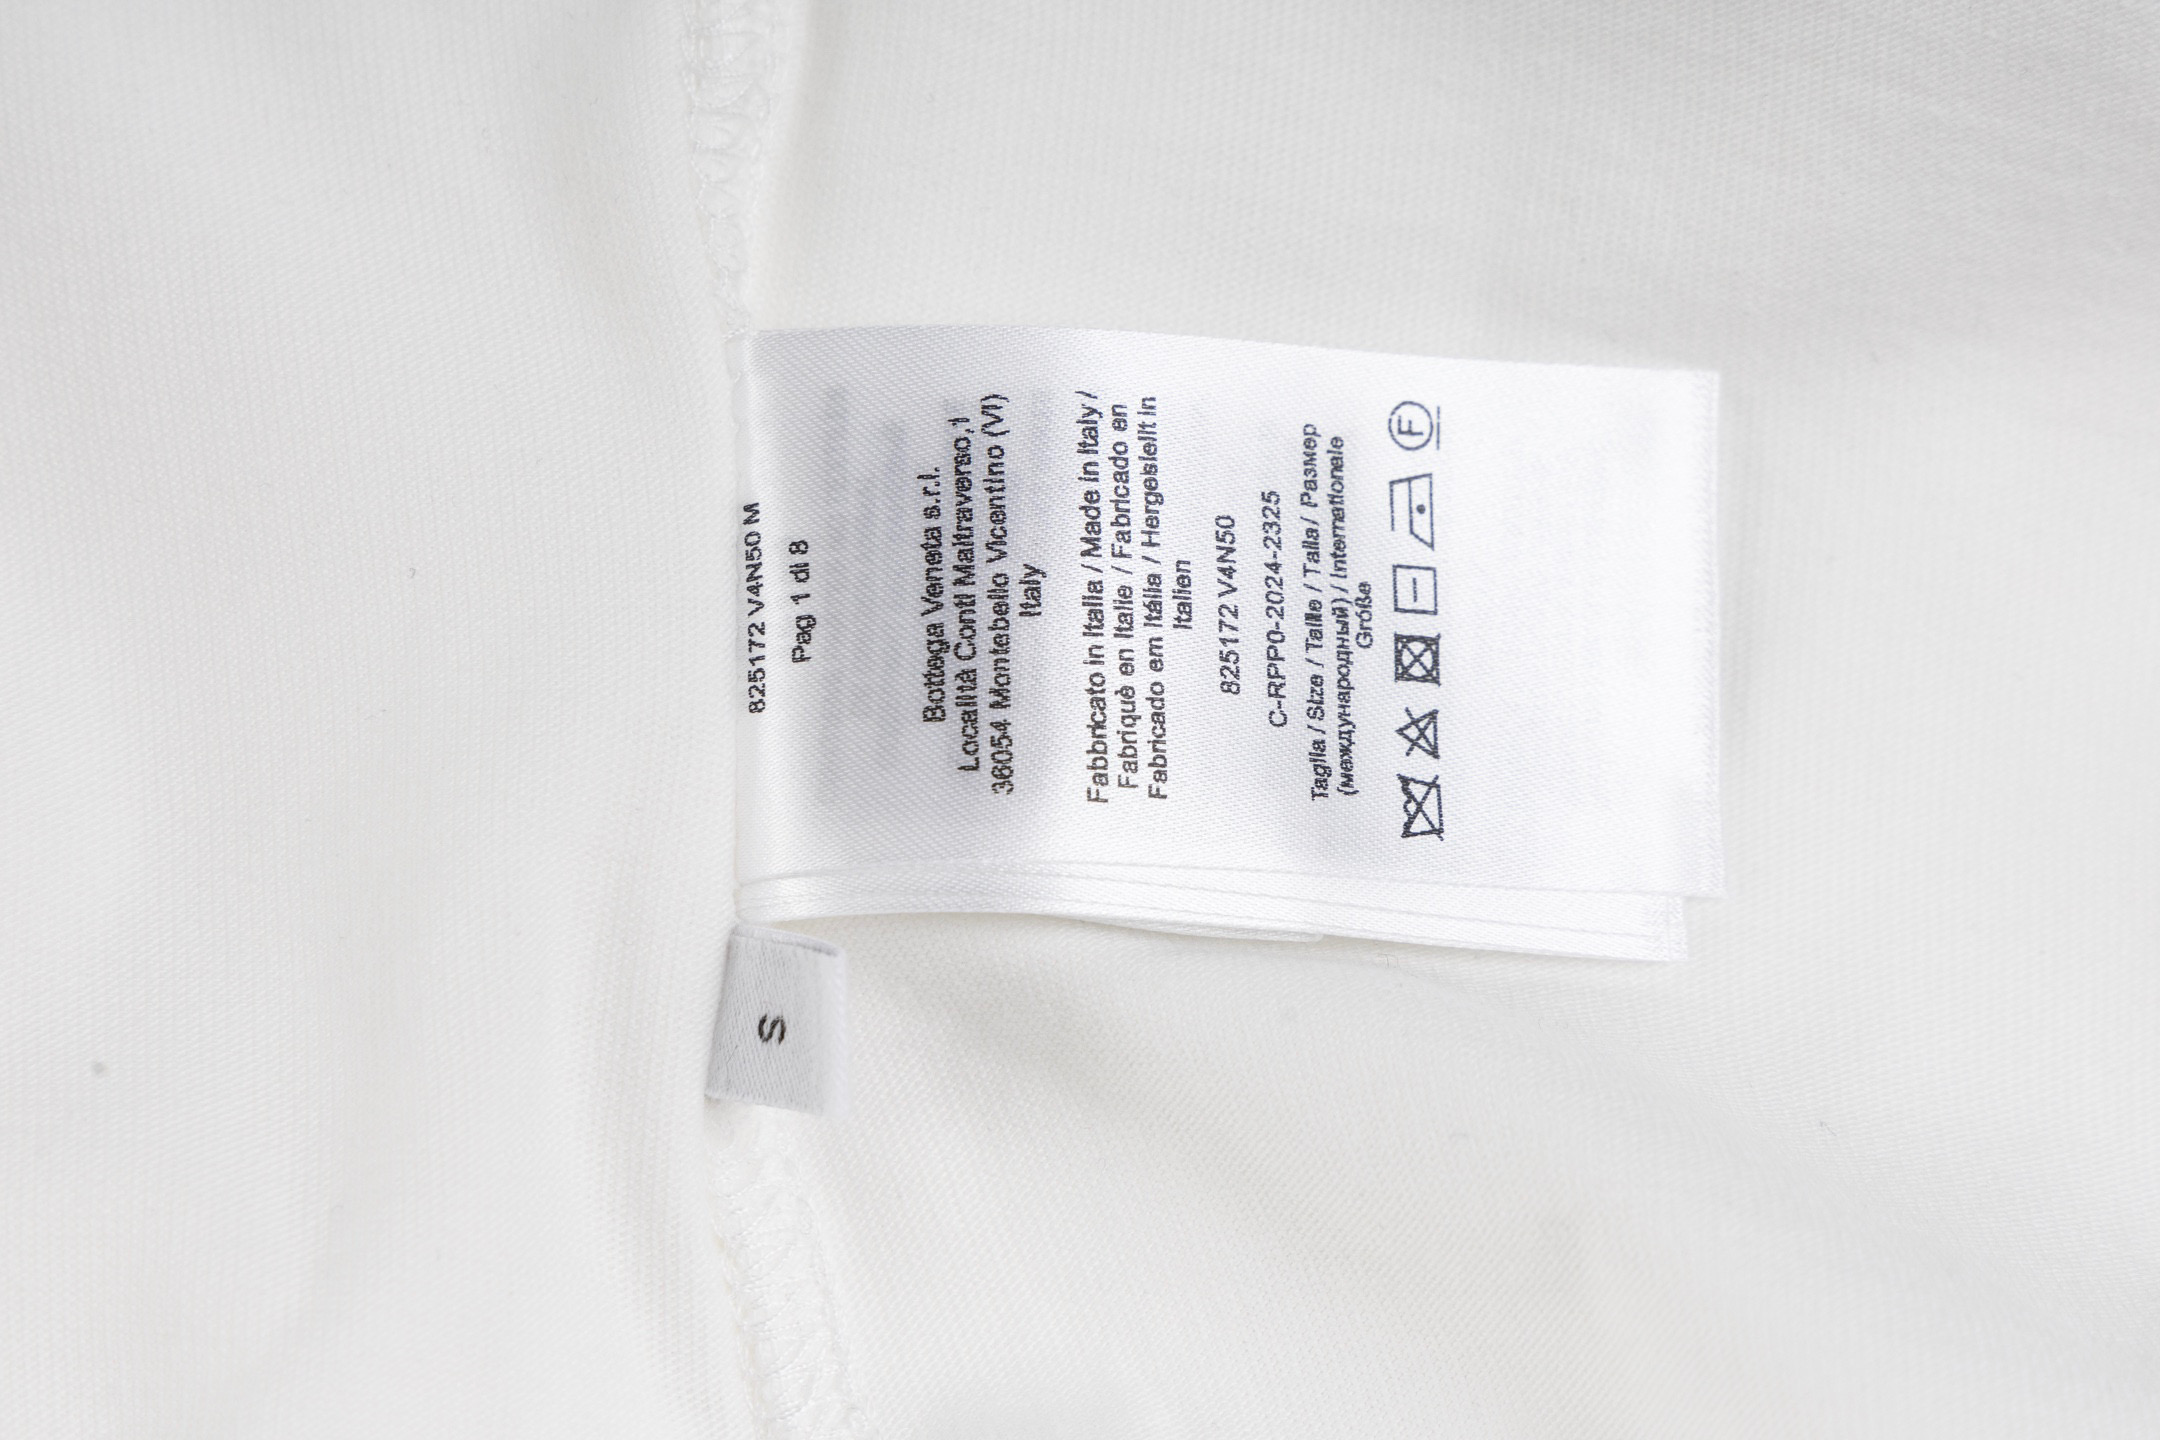 825172 V4N50 M
Pag 1 di 8
Bottega Veneta s.r.l.
Località Conti Maltraverso,1
36054 Montebello Vicentino (VI)
Italy
Fabbricato in Italia / Made in Italy /
Fabriqué en Italie / Fabricado en
Fabricado em Itália / Hergestellt in
Italien
825172 V4N50
C-RPP0-2024-2325
Taglia / Size / Taille / Talla / Размер
(международный) / Internationale
Größe
F
S